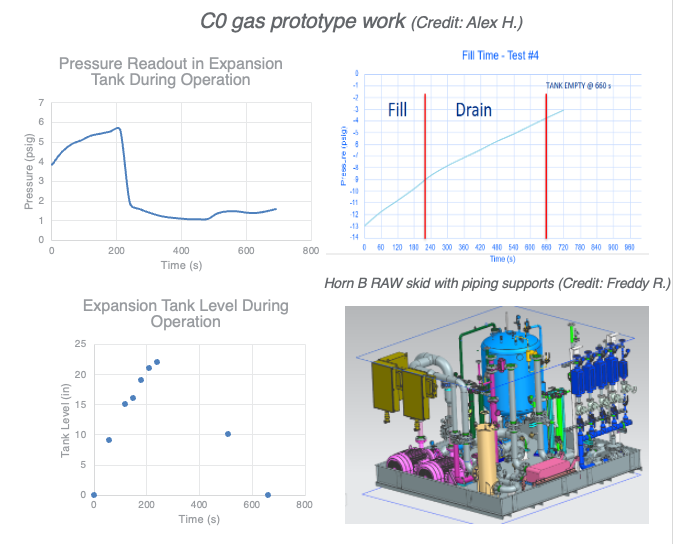 C0 gas prototype work (Credit: Alex H.)
Pressure Readout in Expansion
Tank During Operation
7
6
5
4
3
2
1
0
Pressure (psig)
0 200 400 600 800
Time (s)
Fill Time - Test #4
TANK EMPTY @ 660 s
Fill
Drain
0
-1
-2
-3
-4
-5
-6
-7
-8
-9
-10
-11
-12
-13
-14
Pressure (psig)
0 60 120 180 240 300 360 420 480 540 600 660 720 780 840 900 960
Time (s)
Horn B RAW skid with piping supports (Credit: Freddy R.)
Expansion Tank Level During
Operation
25
20
15
10
5
0
Tank Level (in)
0 200 400 600 800
Time (s)